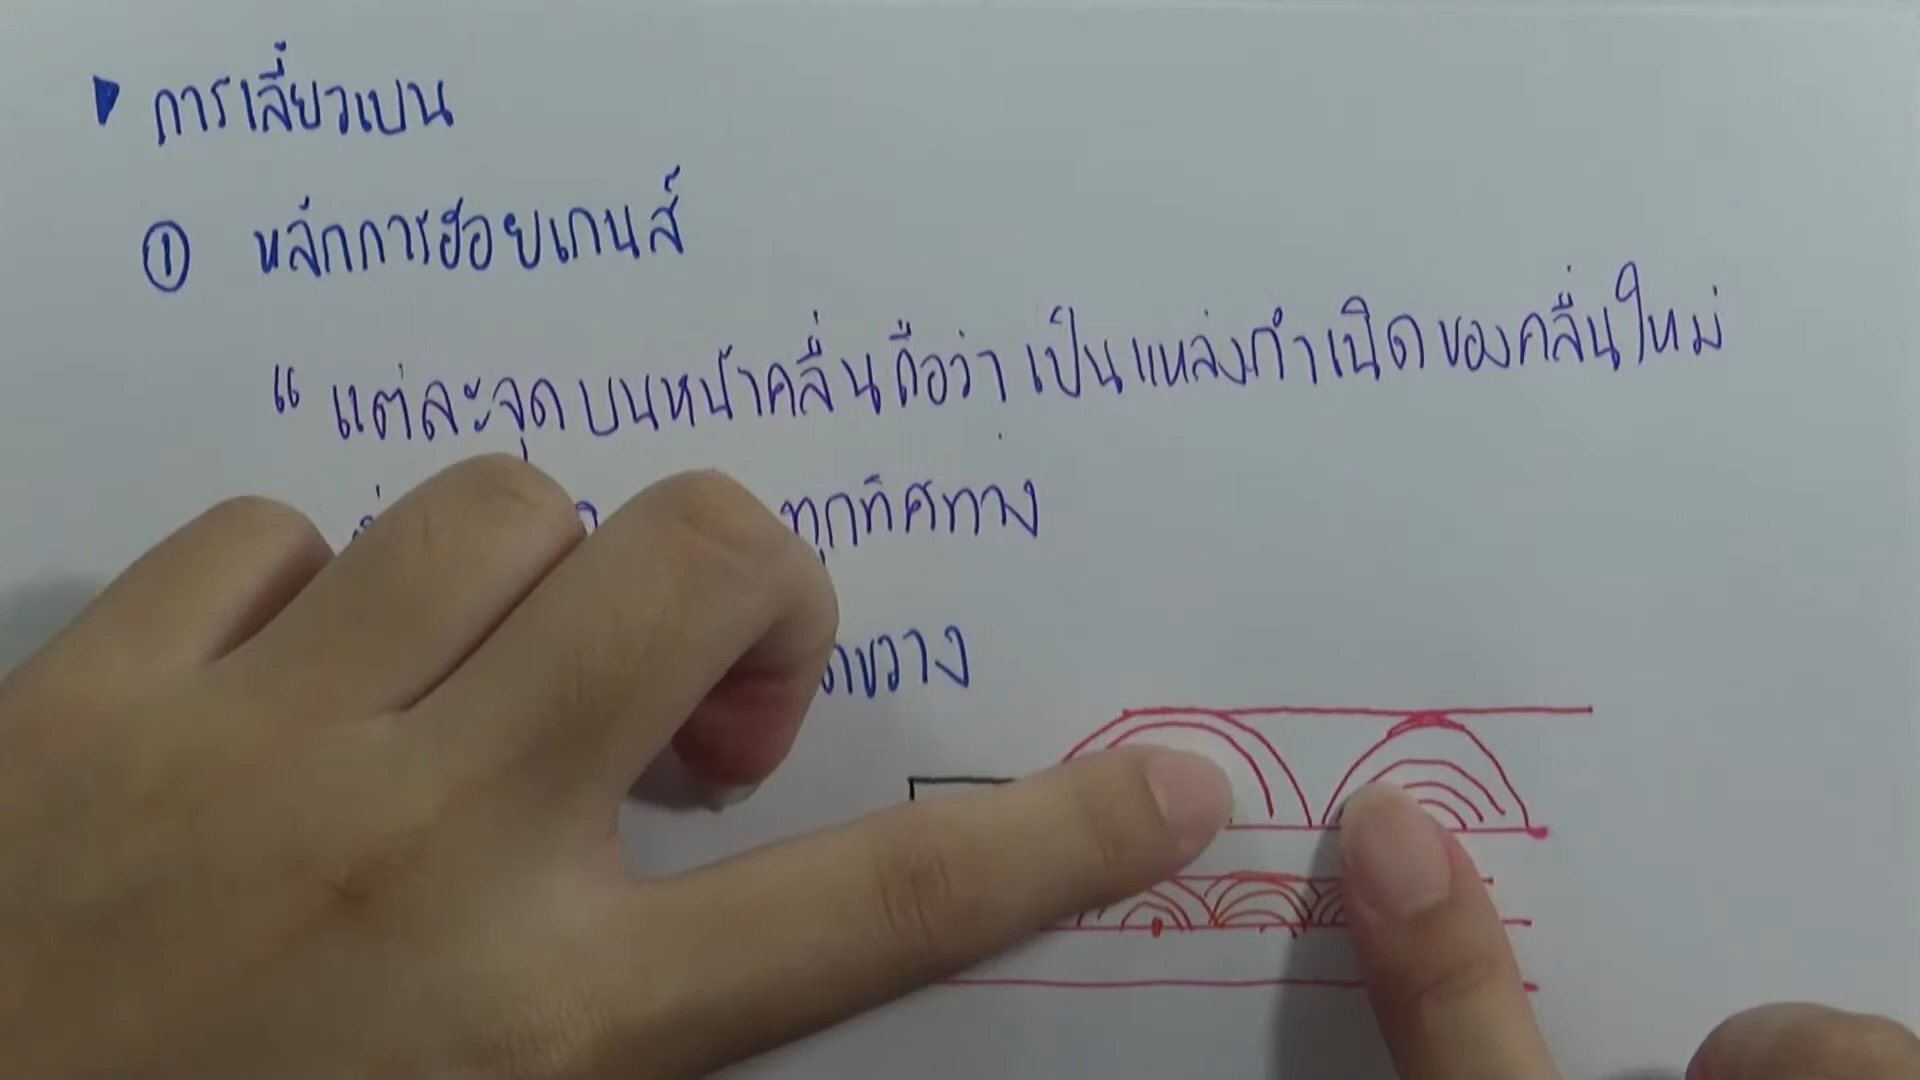 การเลี้ยวเบน
① หลักการฮอยเกนส์
“ แต่ละจุดบนหน้าคลื่นถือว่าเป็นแหล่งกำเนิดของคลื่นใหม่
ทุกทิศทาง
ขวาง